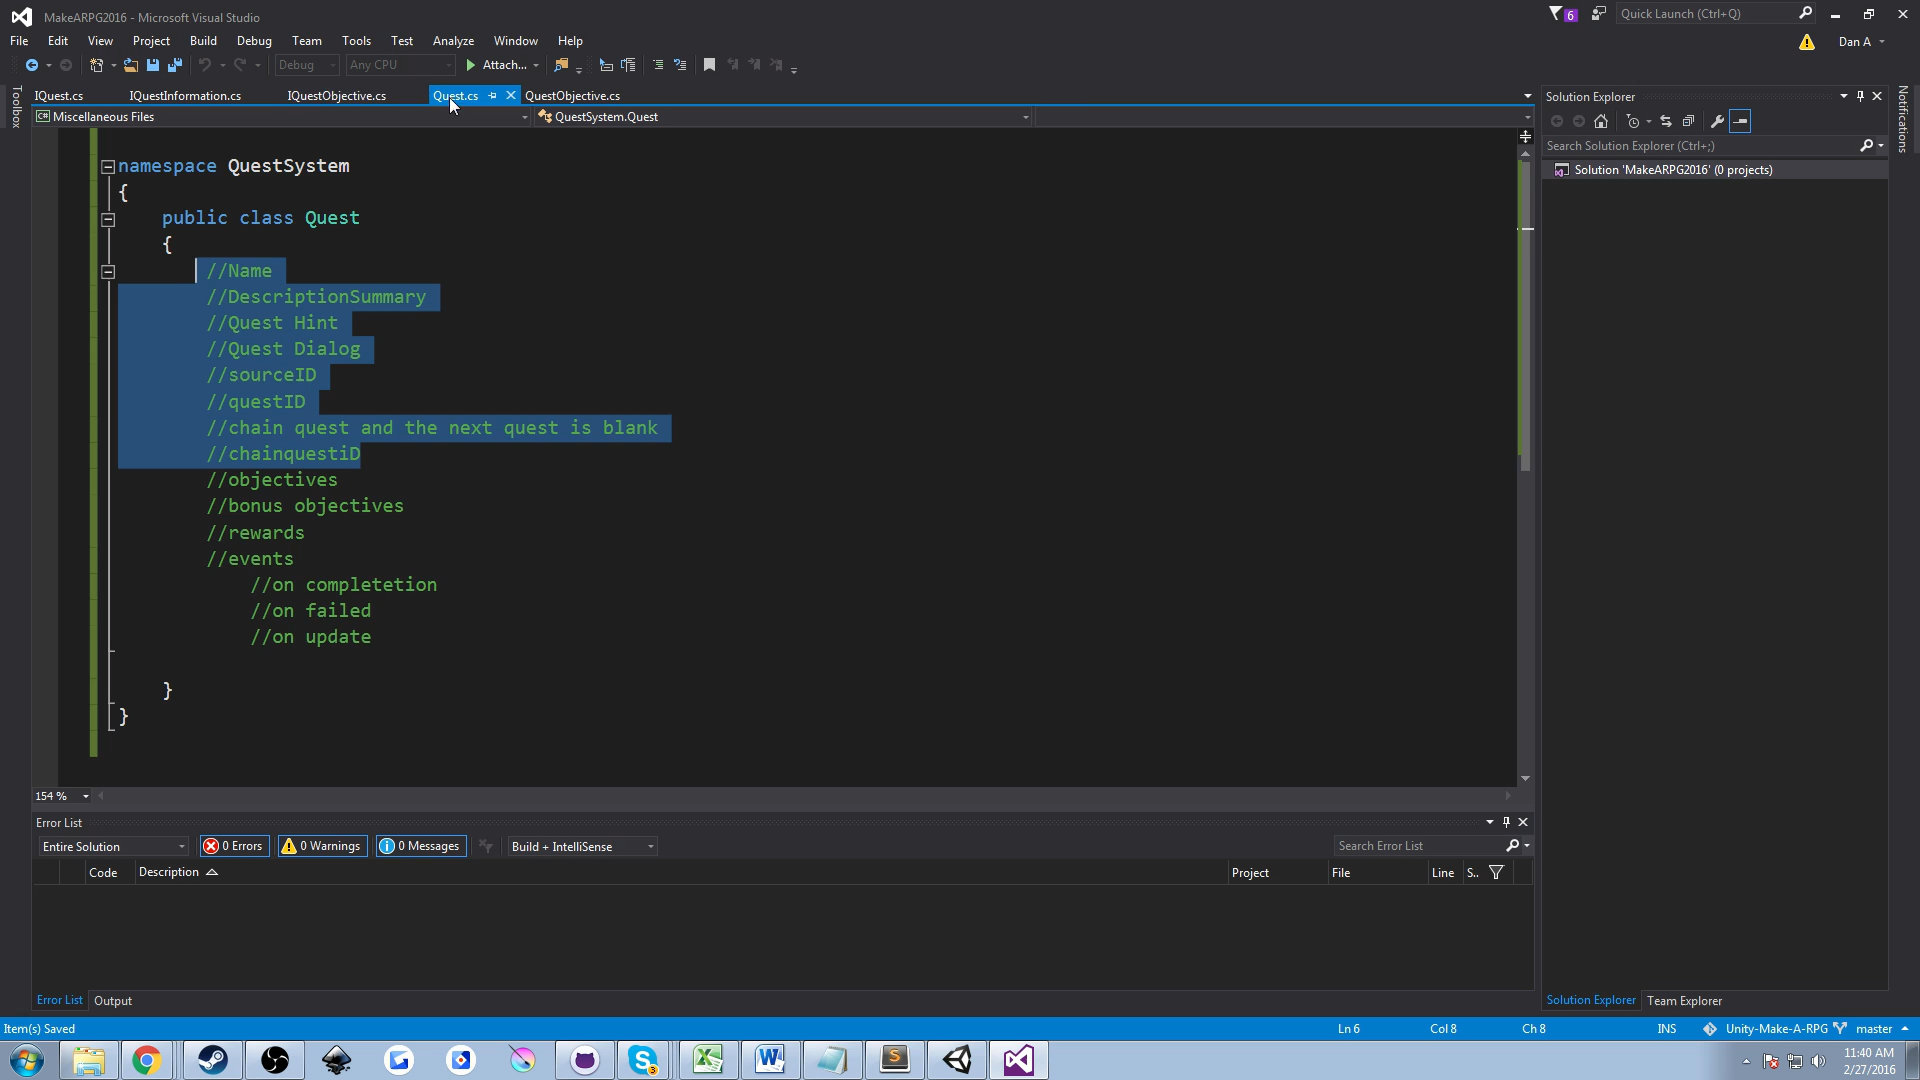 MakeARPG2016 - Microsoft Visual Studio
6
Quick Launch (Ctrl+Q)
File Edit View Project Build Debug Team Tools Test Analyze Window Help
Dan A
Debug Any CPU Attach...
Toolbox
IQuest.cs IQuestInformation.cs IQuestObjective.cs Quest.cs QuestObjective.cs
C# Miscellaneous Files QuestSystem.Quest
namespace QuestSystem
{
public class Quest
{
//Name
//DescriptionSummary
//Quest Hint
//Quest Dialog
//sourceID
//questID
//chain quest and the next quest is blank
//chainquestiD
//objectives
//bonus objectives
//rewards
//events
//on completetion
//on failed
//on update
}
}
154 %
Solution Explorer
Search Solution Explorer (Ctrl+;)
Solution 'MakeARPG2016' (0 projects)
Notifications
Error List
Entire Solution 0 Errors 0 Warnings 0 Messages Build + IntelliSense Search Error List
Code Description Project File Line S..
Error List Output
Solution Explorer Team Explorer
Item(s) Saved Ln 6 Col 8 Ch 8 INS Unity-Make-A-RPG master
11:40 AM
2/27/2016